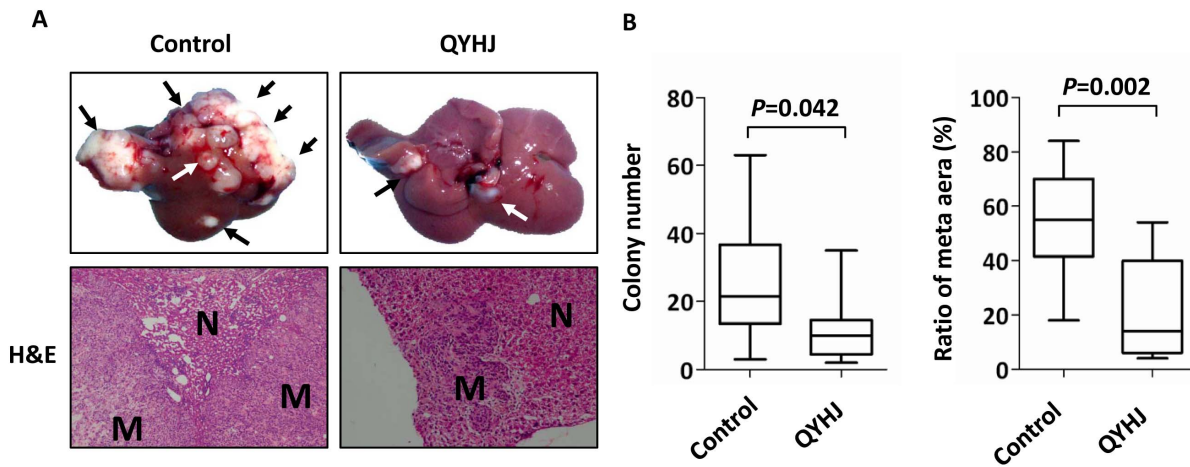 A
Control
QYHJ
H&E
N
M
M
N
M
B
Colony number
80
60
40
20
0
P=0.042
Control
QYHJ
Ratio of meta aera (%)
100
80
60
40
20
0
P=0.002
Control
QYHJ